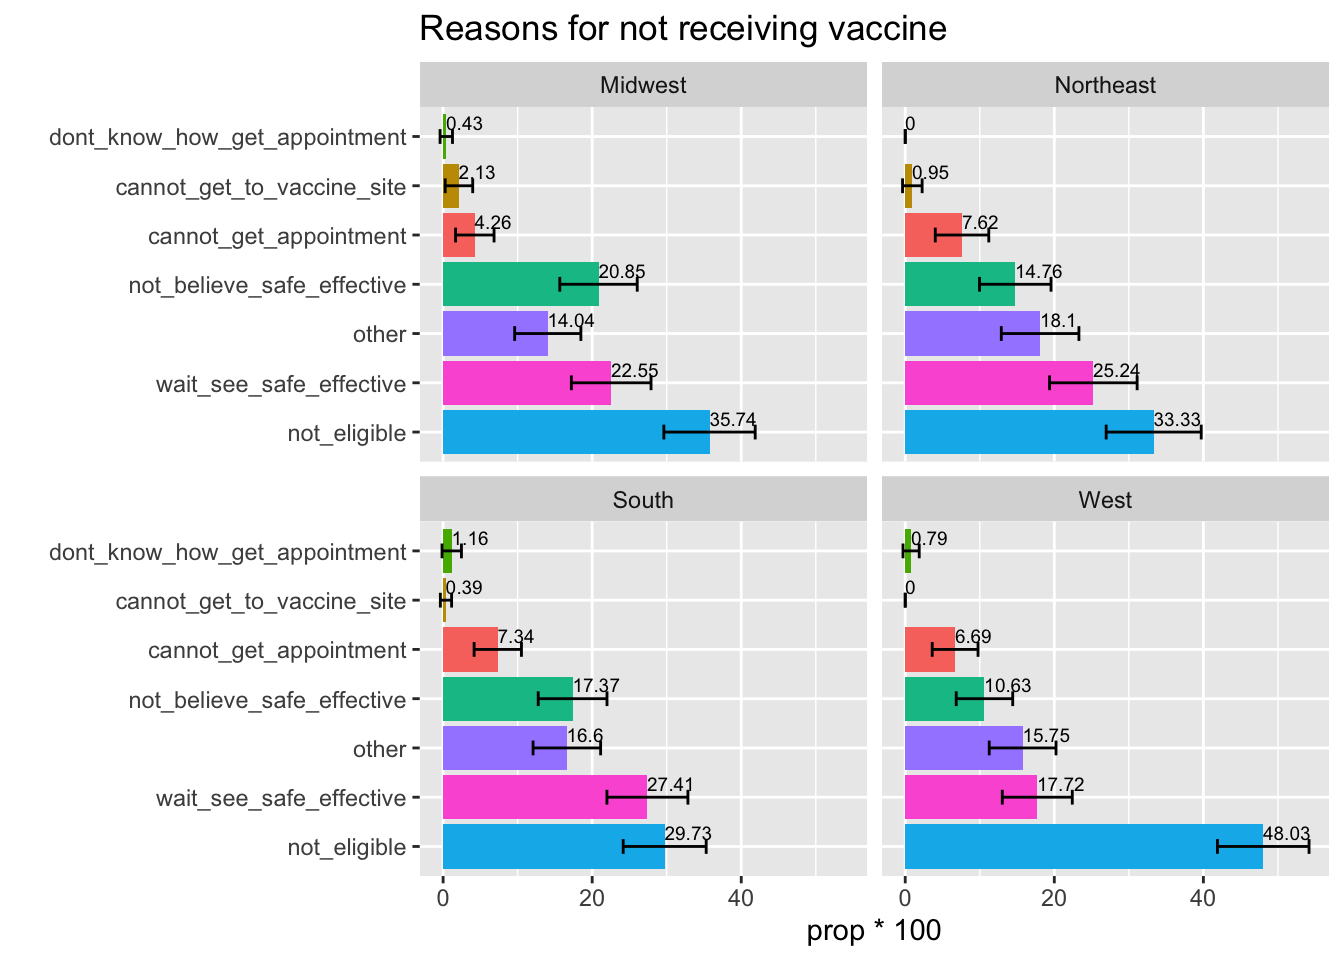 Reasons for not receiving vaccine
Midwest
Northeast
dont_know_how_get_appointment
0.43
0
cannot_get_to_vaccine_site
2.13
0.95
cannot_get_appointment
4.26
7.62
not_believe_safe_effective
20.85
14.76
other
14.04
18.1
wait_see_safe_effective
22.55
25.24
not_eligible
35.74
33.33
South
West
dont_know_how_get_appointment
1.16
0.79
cannot_get_to_vaccine_site
0.39
0
cannot_get_appointment
7.34
6.69
not_believe_safe_effective
17.37
10.63
other
16.6
15.75
wait_see_safe_effective
27.41
17.72
not_eligible
29.73
48.03
0 20 40
0 20 40
prop * 100